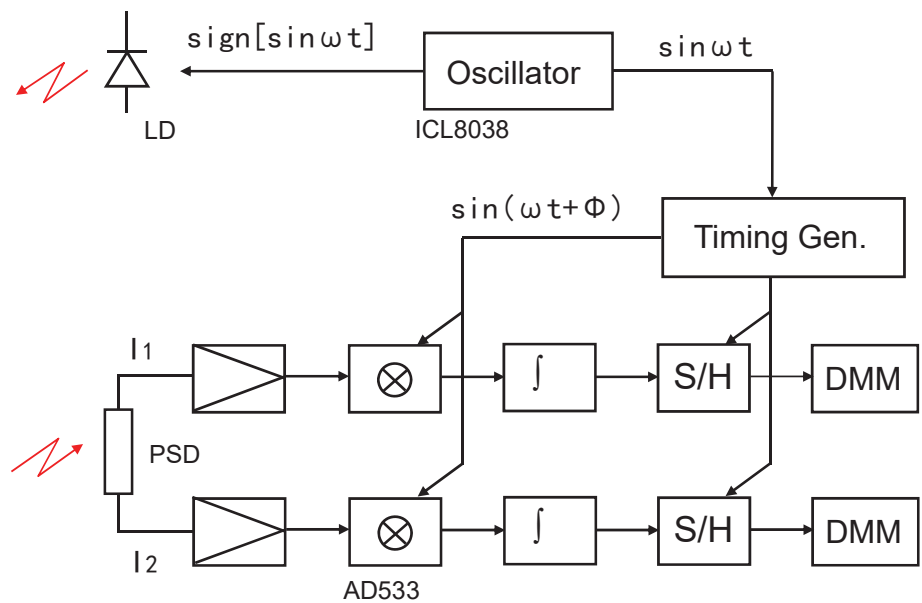 sign[sinωt]
Oscillator
sinωt
LD
ICL8038
sin(ωt+Φ)
Timing Gen.
I1
⊗
∫
S/H
DMM
PSD
⊗
∫
S/H
DMM
I2
AD533